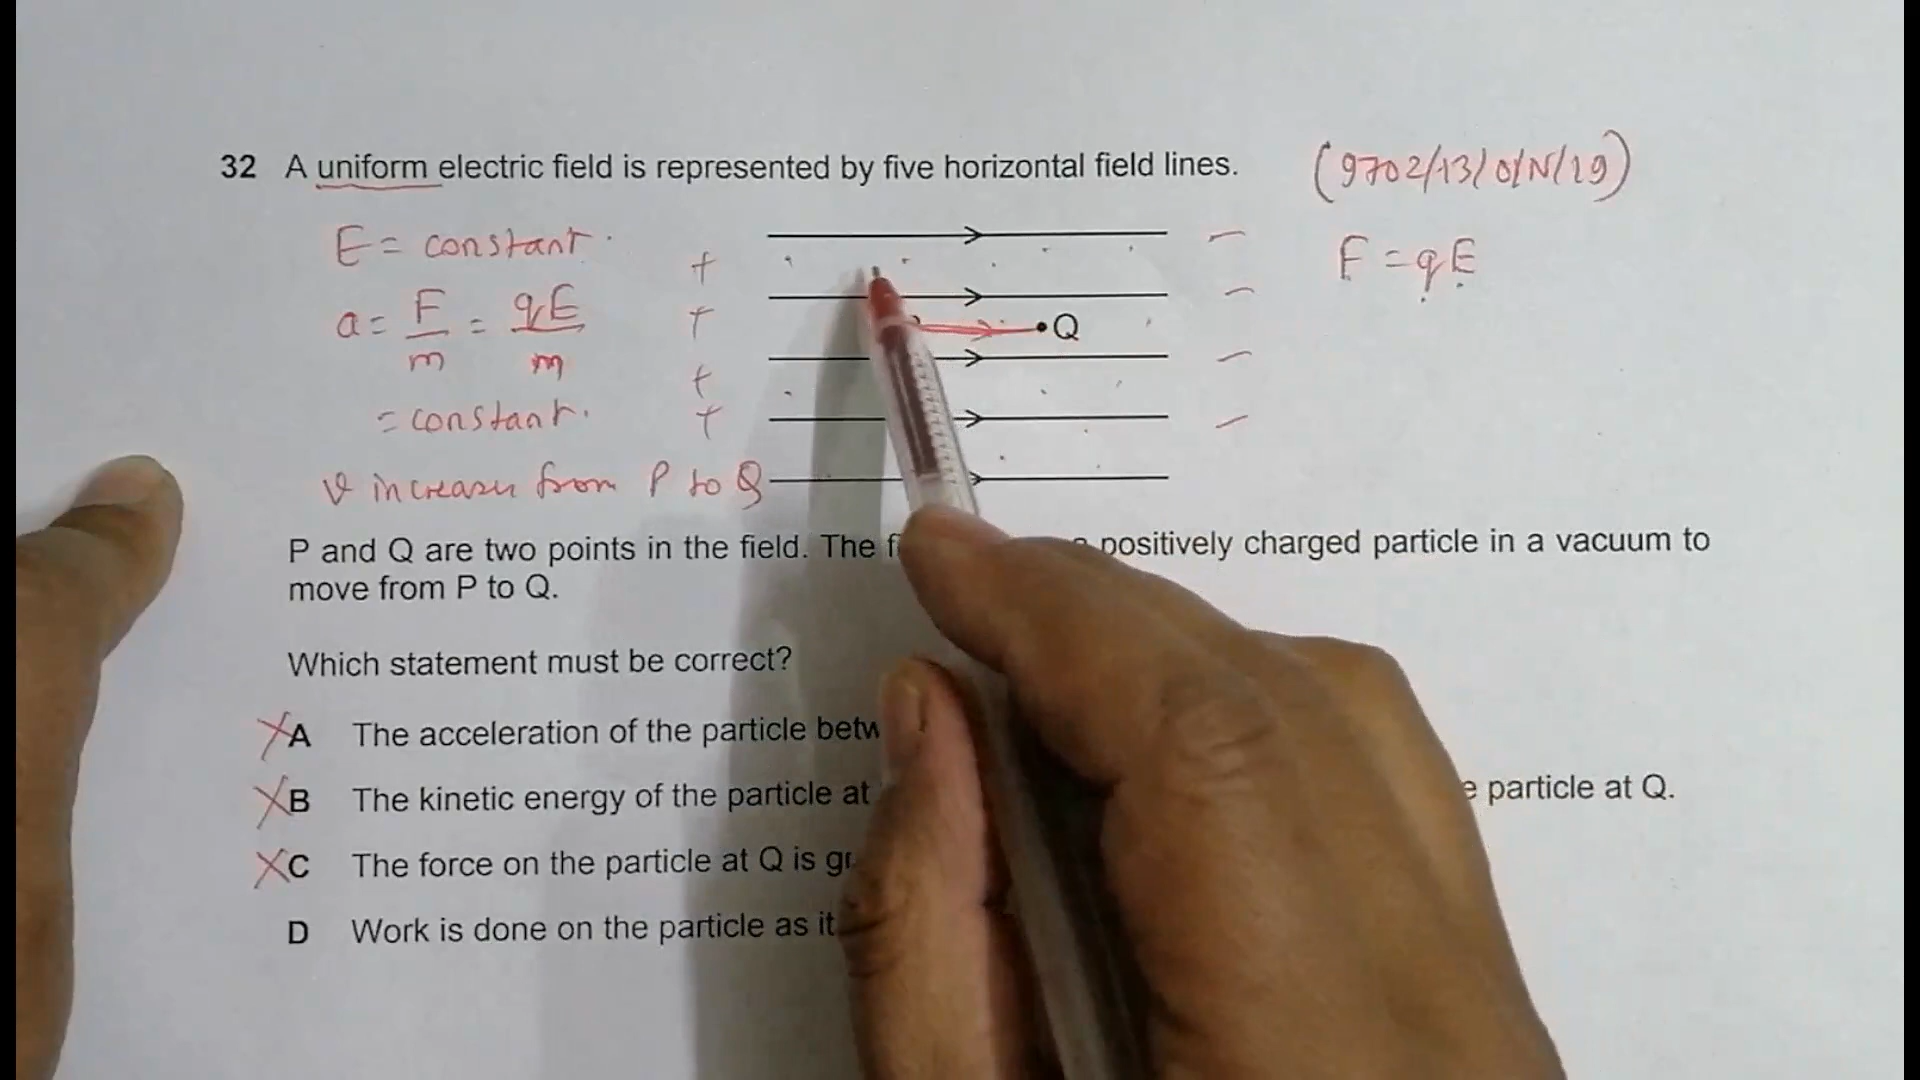 32 A uniform electric field is represented by five horizontal field lines. (9702/13/O/N/19)
E = constant.
F = qE
a = F/m = qE/m
Q
= constant.
v increases from P to Q
P and Q are two points in the field. The positively charged particle in a vacuum to
move from P to Q.
Which statement must be correct?
A The acceleration of the particle
B The kinetic energy of the particle at particle at Q.
C The force on the particle at Q is
D Work is done on the particle as it